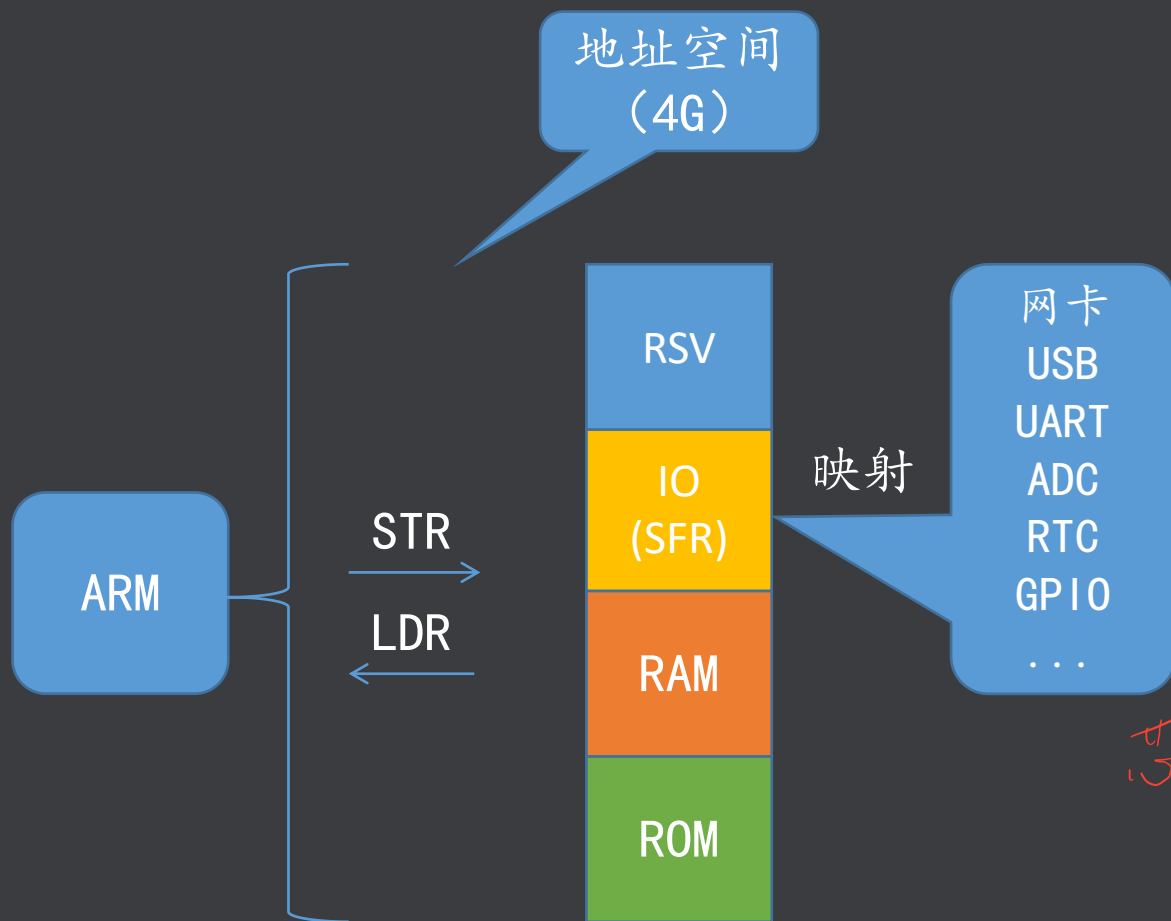 地址空间
(4G)
RSV
IO
(SFR)
RAM
ROM
ARM
STR
LDR
映射
网卡
USB
UART
ADC
RTC
GPIO
...